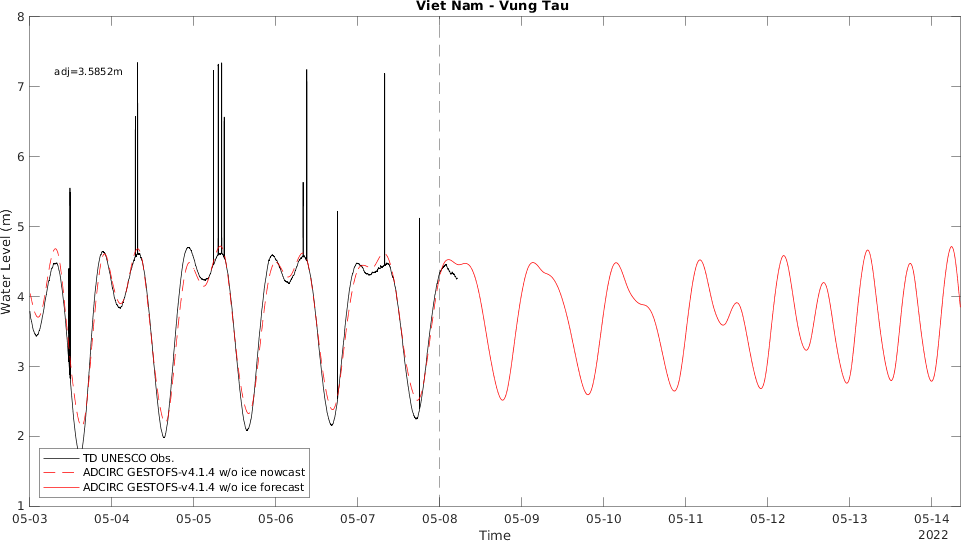 Viet Nam - Vung Tau
8
adj=3.5852m
7
6
5
4
3
2
1
Water Level (m)
TD UNESCO Obs.
ADCIRC GESTOFS-v4.1.4 w/o ice nowcast
ADCIRC GESTOFS-v4.1.4 w/o ice forecast
05-03 05-04 05-05 05-06 05-07 05-08 05-09 05-10 05-11 05-12 05-13 05-14
Time
2022